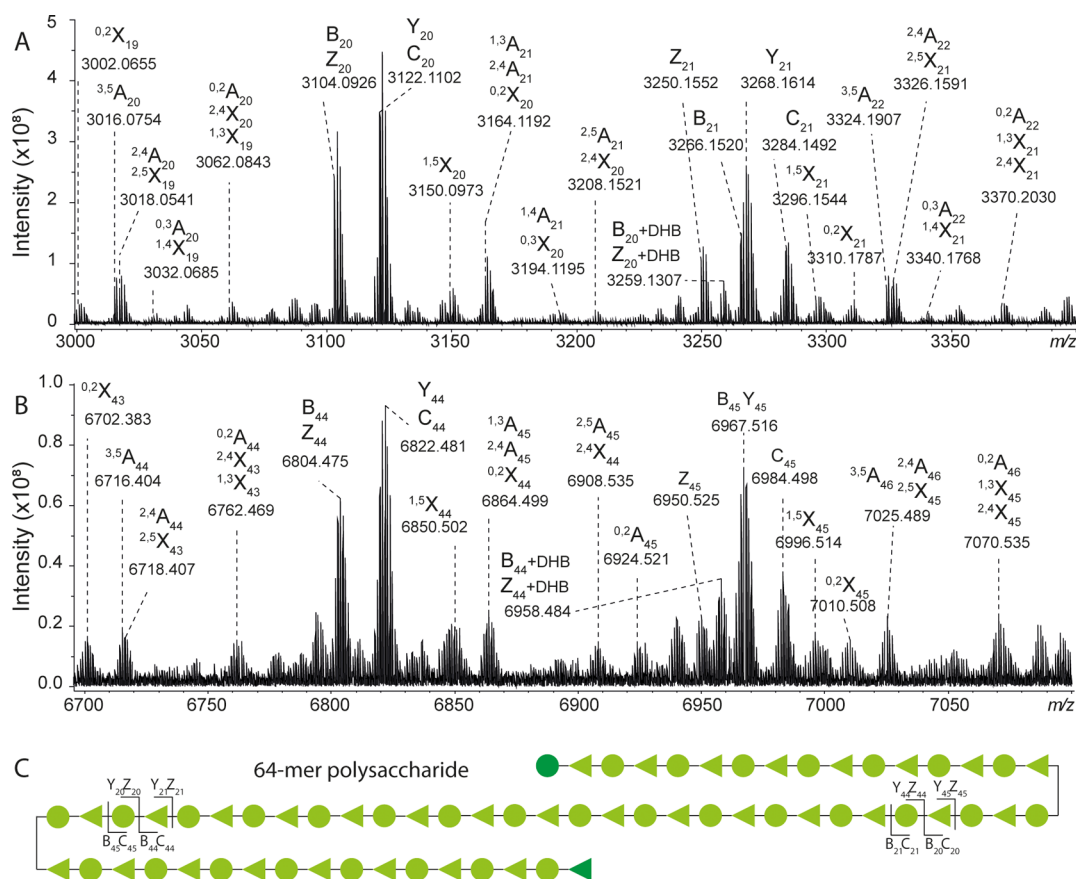 A
Intensity (x10⁸)
5
4
3
2
1
0
3000
3050
3100
3150
3200
3250
3300
3350
m/z
⁰,²X₁₉
3002.0655
³,⁵A₂₀
3016.0754
²,⁴A₂₀
²,⁵X₁₉
3018.0541
⁰,³A₂₀
¹,⁴X₁₉
3032.0685
⁰,²A₂₀
²,⁴X₂₀
¹,³X₁₉
3062.0843
B₂₀
Z₂₀
3104.0926
Y₂₀
C₂₀
3122.1102
¹,⁵X₂₀
3150.0973
¹,³A₂₁
²,⁴A₂₁
⁰,²X₂₀
3164.1192
¹,⁴A₂₁
⁰,³X₂₀
3194.1195
²,⁵A₂₁
²,⁴X₂₀
3208.1521
B₂₀+DHB
Z₂₀+DHB
3259.1307
Z₂₁
3250.1552
B₂₁
3266.1520
Y₂₁
3268.1614
C₂₁
3284.1492
¹,⁵X₂₁
3296.1544
⁰,²X₂₁
3310.1787
³,⁵A₂₂
3324.1907
²,⁴A₂₂
²,⁵X₂₁
3326.1591
⁰,³A₂₂
¹,⁴X₂₁
3340.1768
⁰,²A₂₂
¹,³X₂₁
²,⁴X₂₁
3370.2030
B
Intensity (x10⁸)
1.0
0.8
0.6
0.4
0.2
0.0
6700
6750
6800
6850
6900
6950
7000
7050
m/z
⁰,²X₄₃
6702.383
³,⁵A₄₄
6716.404
²,⁴A₄₄
²,⁵X₄₃
6718.407
⁰,²A₄₄
²,⁴X₄₃
¹,³X₄₃
6762.469
B₄₄
Z₄₄
6804.475
Y₄₄
C₄₄
6822.481
¹,⁵X₄₄
6850.502
¹,³A₄₅
²,⁴A₄₅
⁰,²X₄₄
6864.499
²,⁵A₄₅
²,⁴X₄₄
6908.535
⁰,²A₄₅
6924.521
B₄₄+DHB
Z₄₄+DHB
6958.484
Z₄₅
6950.525
B₄₅Y₄₅
6967.516
C₄₅
6984.498
¹,⁵X₄₅
6996.514
⁰,²X₄₅
7010.508
³,⁵A₄₆
²,⁴A₄₆
²,⁵X₄₅
7025.489
⁰,²A₄₆
¹,³X₄₅
²,⁴X₄₅
7070.535
C
64-mer polysaccharide
Y₂₀Z₂₀
Y₂₁Z₂₁
B₄₅C₄₅
B₄₄C₄₄
Y₄₄Z₄₄
Y₄₅Z₄₅
B₂₁C₂₁
B₂₀C₂₀